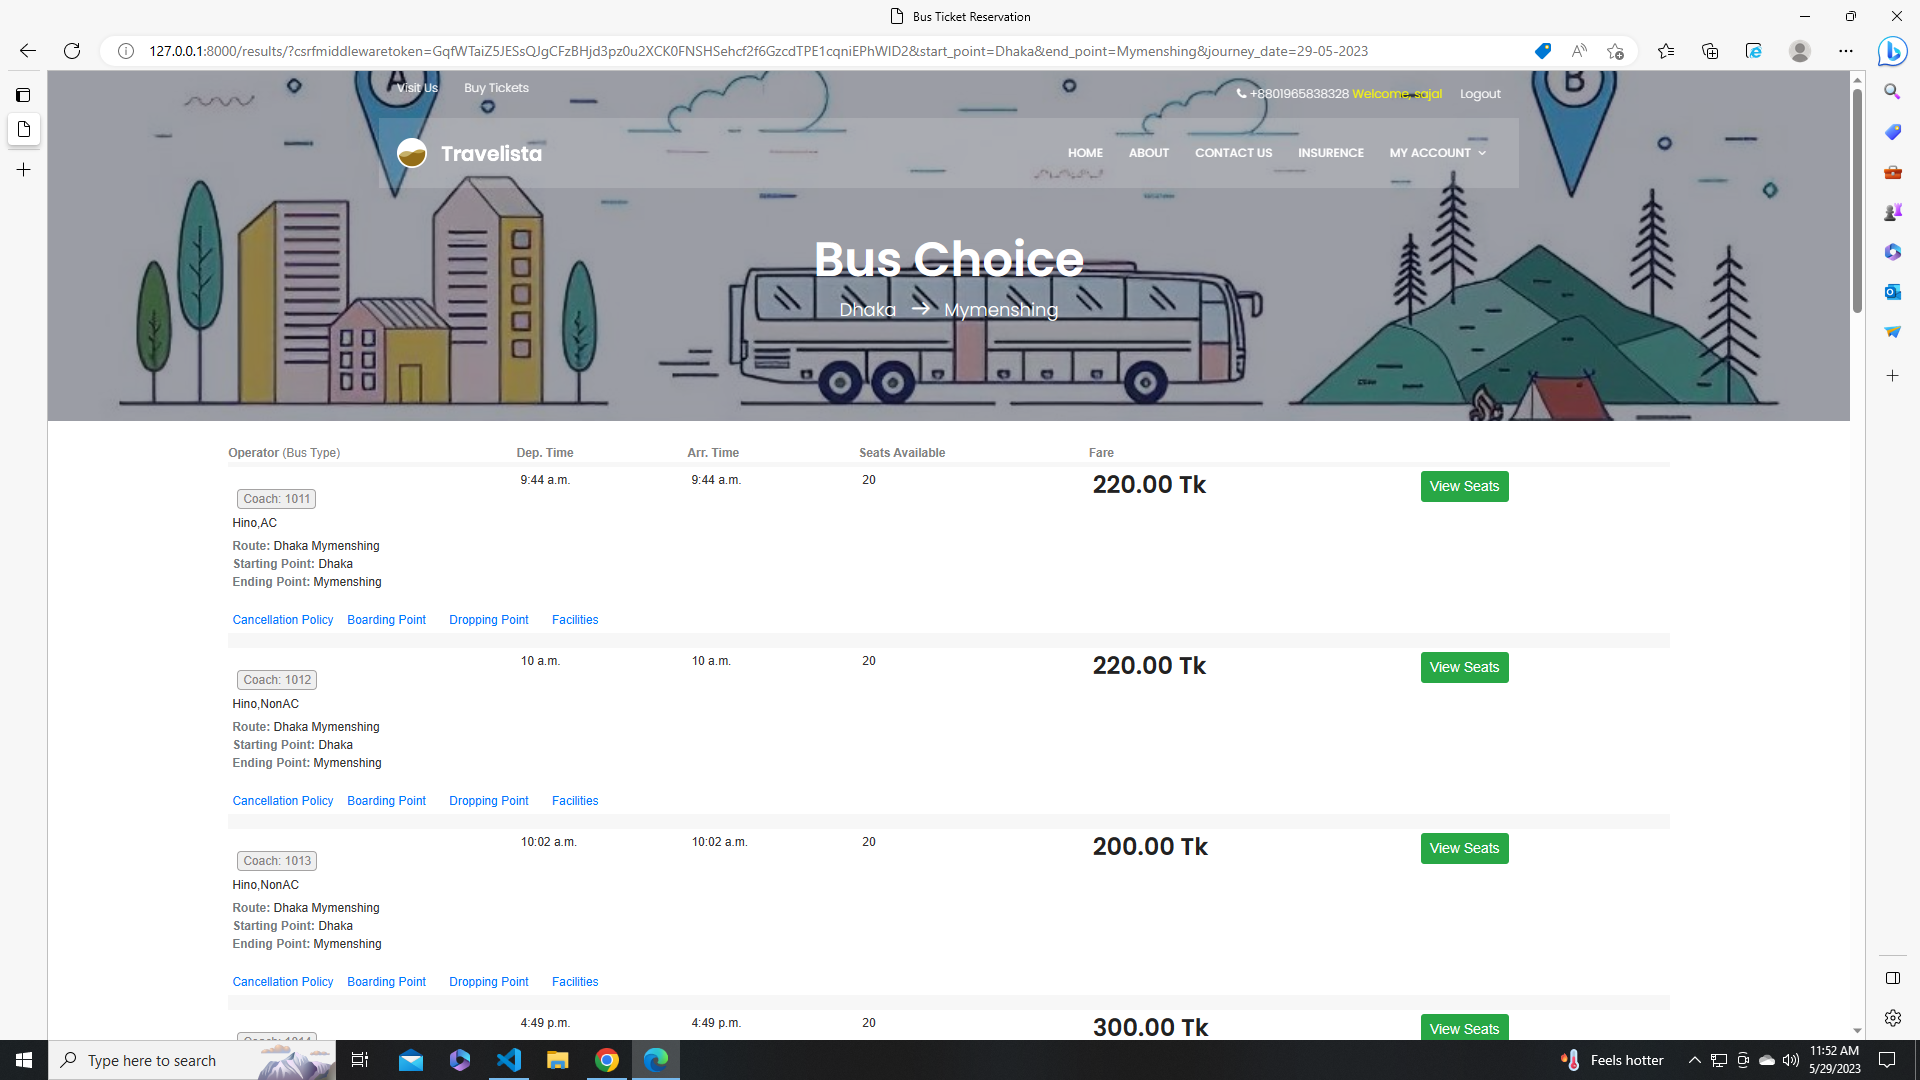 Bus Ticket Reservation
127.0.0.1:8000/results/?csrfmiddlewaretoken=GqfWTaiZ5JESsQJgCFzBHjd3pz0u2XCK0FNSHSehcf2f6GzcdTPE1cqniEPhWID2&start_point=Dhaka&end_point=Mymenshing&journey_date=29-05-2023
A
B
Visit Us Buy Tickets
+8801965838328 Welcome, sajal Logout
Travelista
HOME ABOUT CONTACT US INSURENCE MY ACCOUNT
Bus Choice
Dhaka → Mymenshing
Operator (Bus Type) Dep. Time Arr. Time Seats Available Fare
9:44 a.m. 9:44 a.m. 20 220.00 Tk View Seats
Coach: 1011
Hino,AC
Route: Dhaka Mymenshing
Starting Point: Dhaka
Ending Point: Mymenshing
Cancellation Policy Boarding Point Dropping Point Facilities
10 a.m. 10 a.m. 20 220.00 Tk View Seats
Coach: 1012
Hino,NonAC
Route: Dhaka Mymenshing
Starting Point: Dhaka
Ending Point: Mymenshing
Cancellation Policy Boarding Point Dropping Point Facilities
10:02 a.m. 10:02 a.m. 20 200.00 Tk View Seats
Coach: 1013
Hino,NonAC
Route: Dhaka Mymenshing
Starting Point: Dhaka
Ending Point: Mymenshing
Cancellation Policy Boarding Point Dropping Point Facilities
4:49 p.m. 4:49 p.m. 20 300.00 Tk View Seats
Type here to search
Feels hotter
11:52 AM
5/29/2023